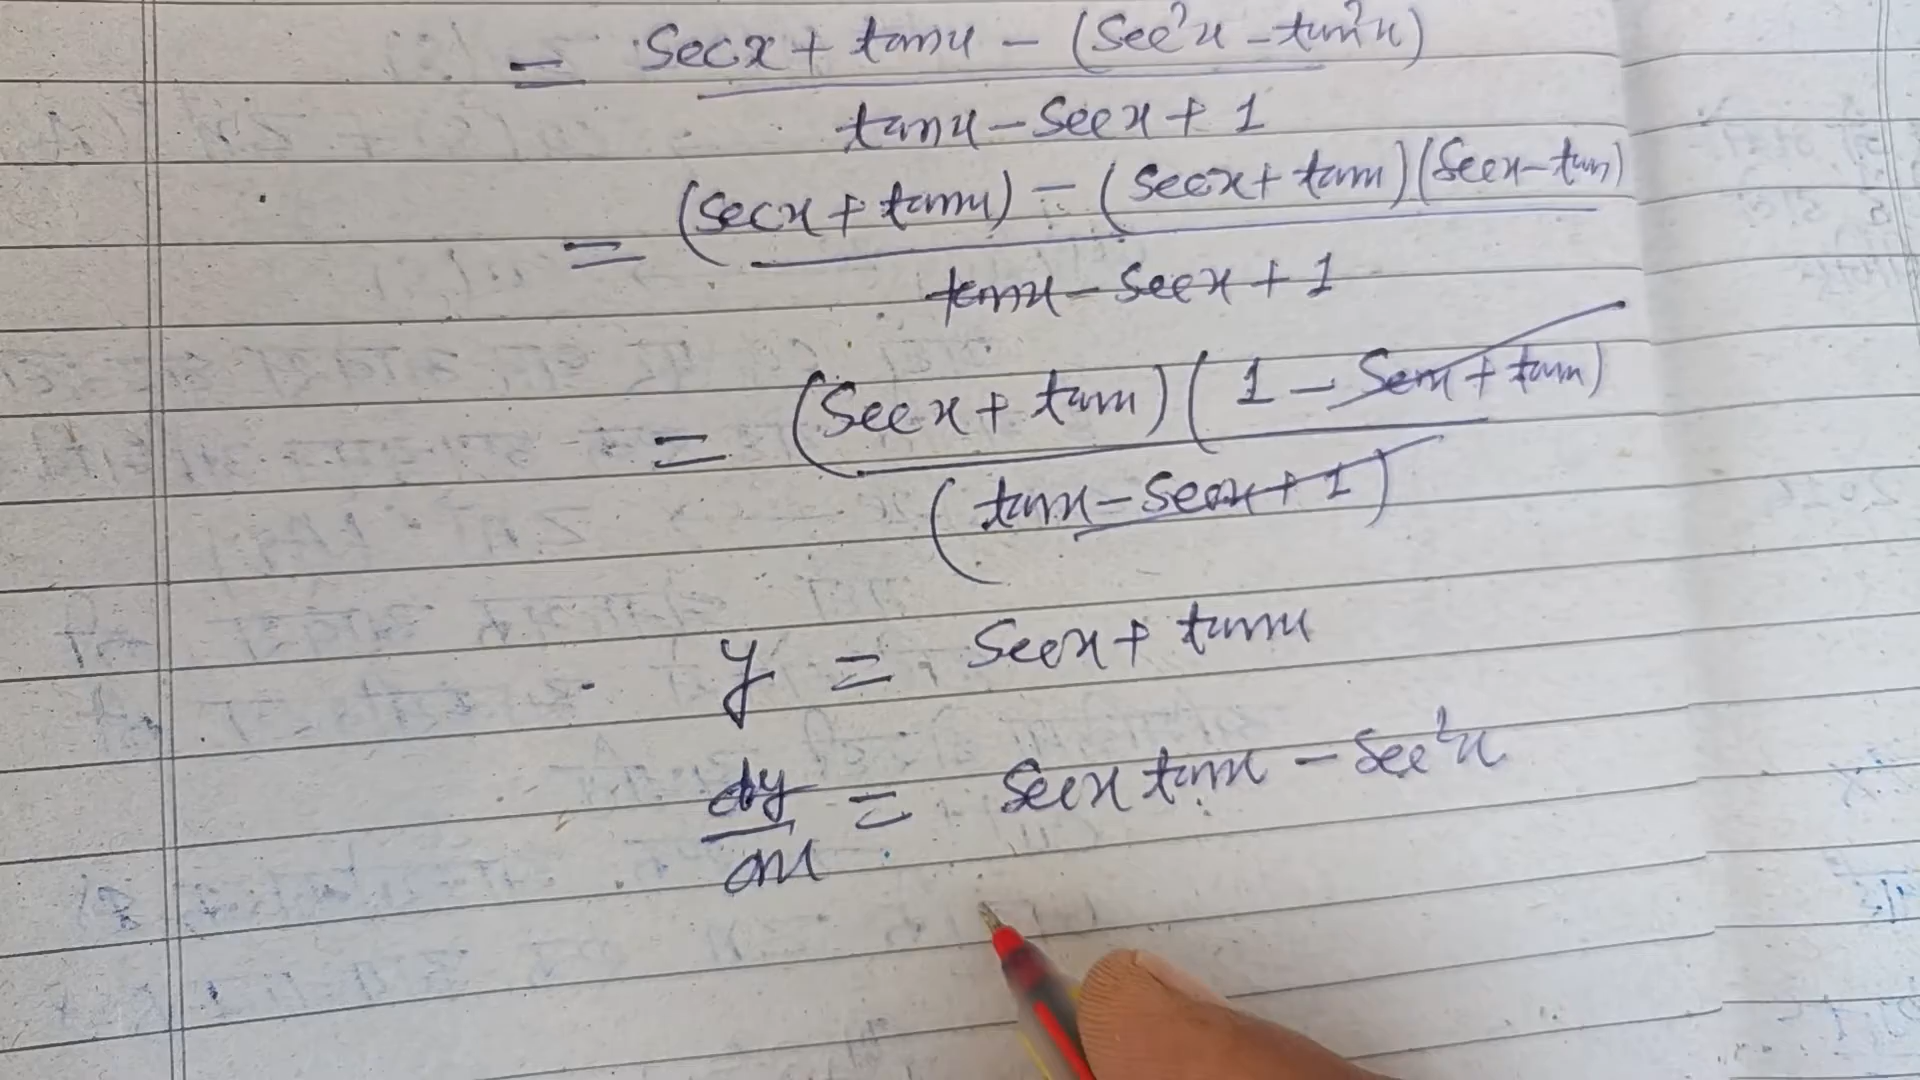 = secx + tanx - (sec²x - tan²x)
tanx - secx + 1
= (secx + tanx) - (secx + tanx)(secx - tan)
tanx - secx + 1
= (secx + tanx)(1 - secx + tanx)
(tanx - secx + 1)
y = secx + tanx
dy = secx tanx - sec²x
dx